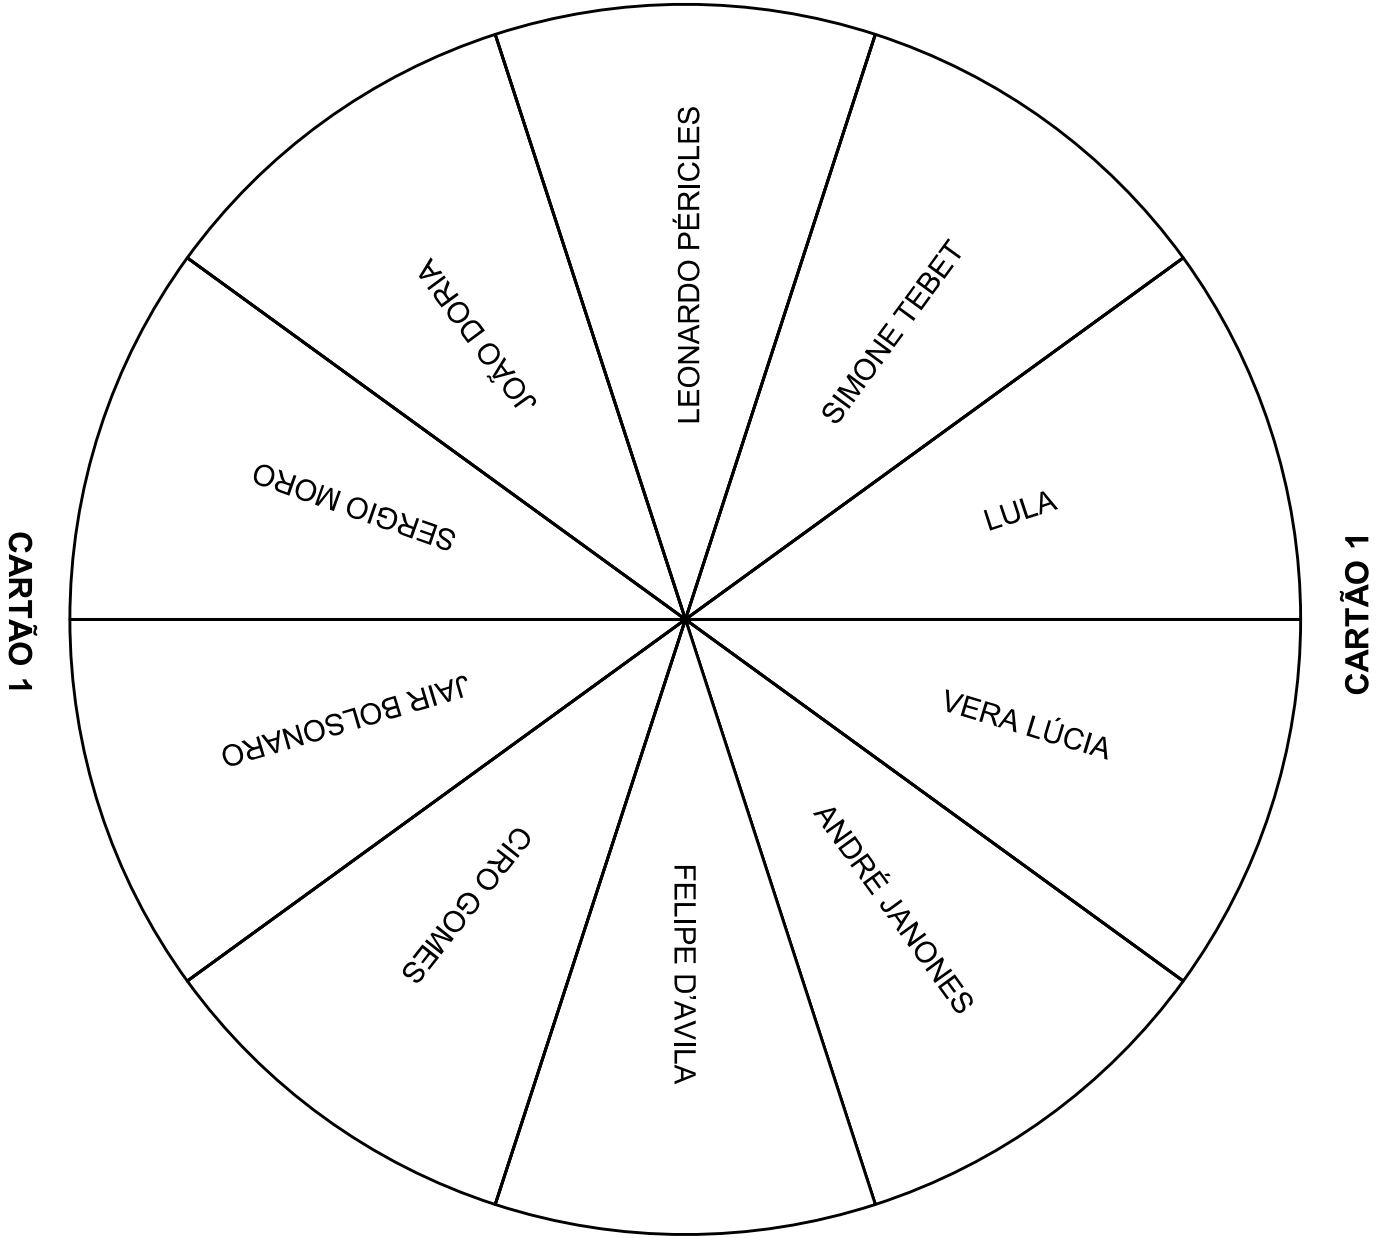 LEONARDO PÉRICLES
SIMONE TEBET
LULA
VERA LÚCIA
ANDRÉ JANONES
FELIPE D’AVILA
CIRO GOMES
JAIR BOLSONARO
SERGIO MORO
JOÃO DORIA
CARTÃO 1
CARTÃO 1